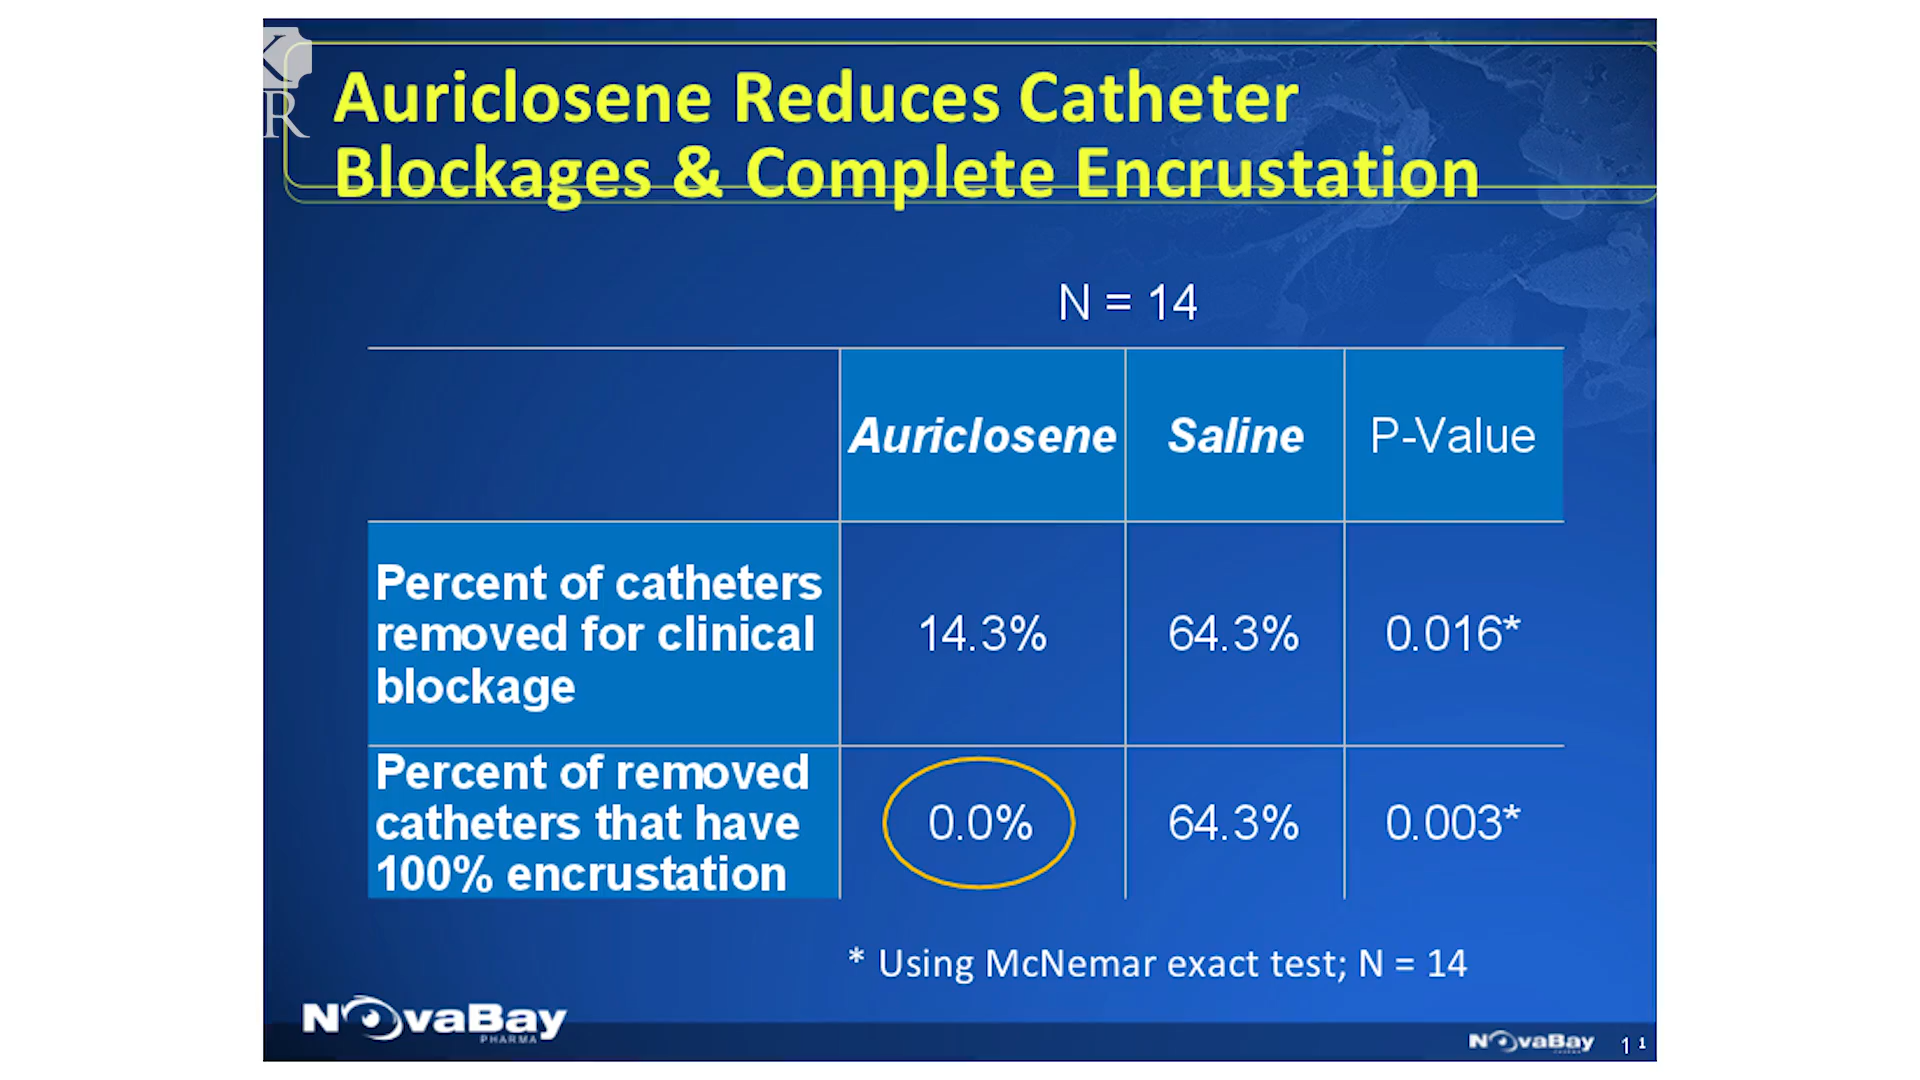 K
R
Auriclosene Reduces Catheter
Blockages & Complete Encrustation
N = 14
Auriclosene Saline P-Value
Percent of catheters
removed for clinical
blockage
14.3% 64.3% 0.016*
Percent of removed
catheters that have
100% encrustation
0.0% 64.3% 0.003*
* Using McNemar exact test; N = 14
NovaBay
PHARMA
NovaBay
1 1